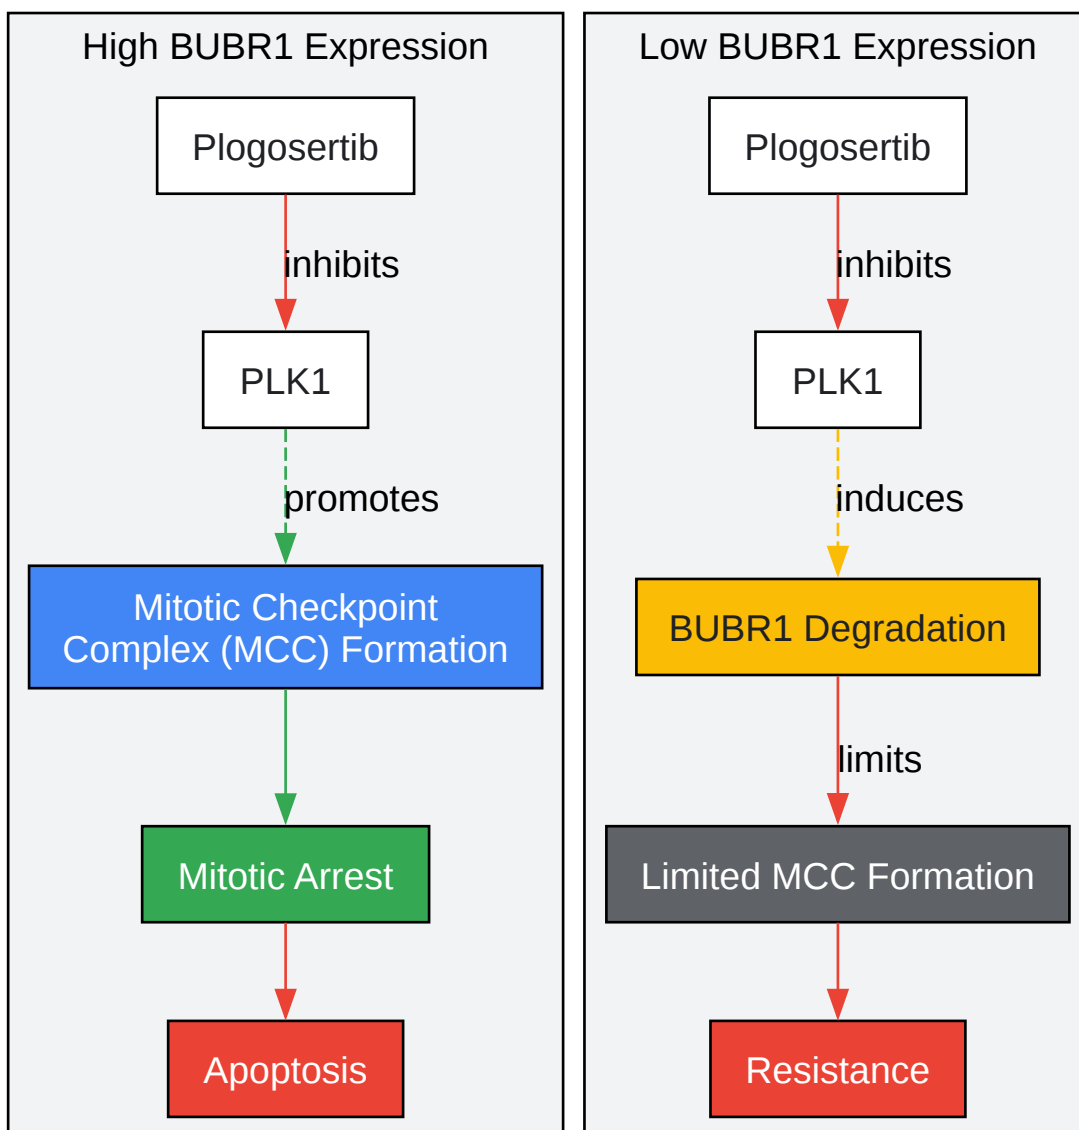 High BUBR1 Expression
Plogosertib
inhibits
PLK1
promotes
Mitotic Checkpoint
Complex (MCC) Formation
Mitotic Arrest
Apoptosis
Low BUBR1 Expression
Plogosertib
inhibits
PLK1
induces
BUBR1 Degradation
limits
Limited MCC Formation
Resistance